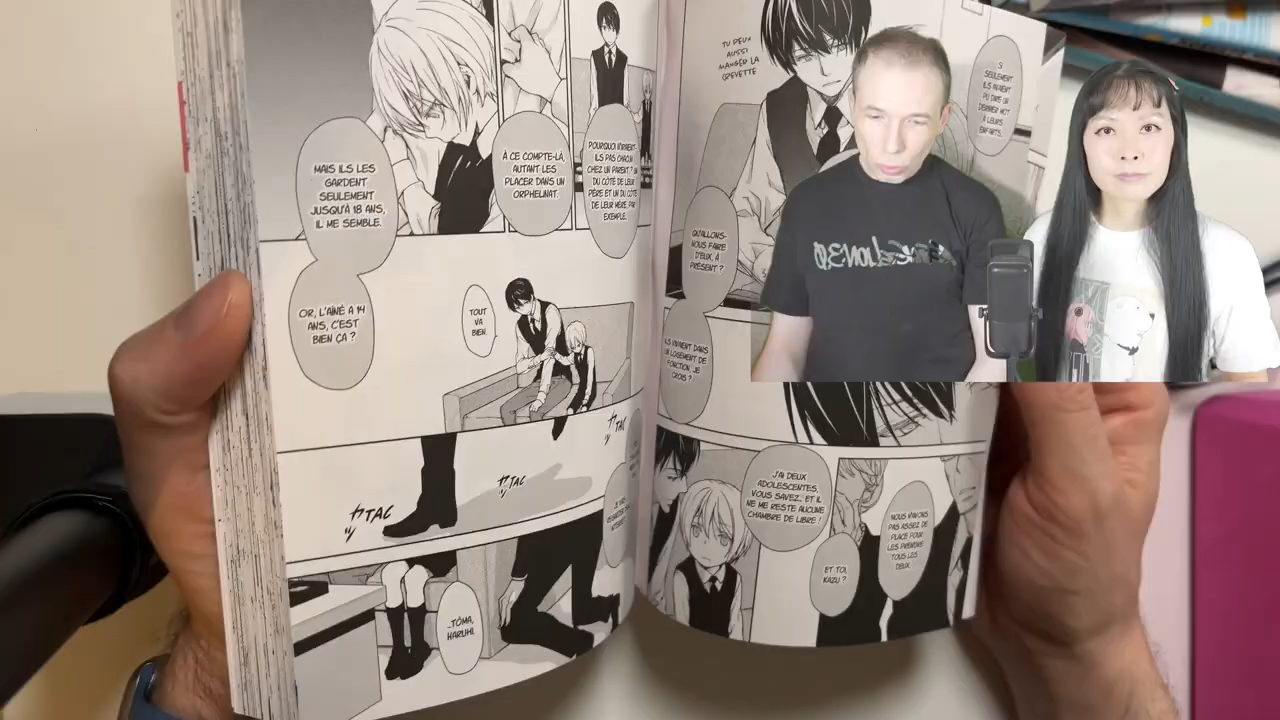 SI
SEULEMENT
ILS AVAIENT
PU DIRE UN
DERNIER MOT
À LEURS
ENFANTS.
TU PEUX
AUSSI
MANGER LA
CREVETTE
QU'ALLONS-
NOUS FAIRE
D'EUX, À
PRÉSENT ?
ILS VIVAIENT DANS
UN LOGEMENT DE
FONCTION, JE
CROIS ?
NOUS N'AVONS
PAS ASSEZ DE
PLACE POUR
LES PRENDRE
TOUS LES
DEUX.
ET TOI,
KAZU ?
J'AI DEUX
ADOLESCENTES,
VOUS SAVEZ... ET IL
NE ME RESTE AUCUNE
CHAMBRE DE LIBRE !
POURQUOI N'IRAIENT-
ILS PAS CHACUN
CHEZ UN PARENT ? UN
DU CÔTÉ DE LEUR
PÈRE ET UN DU CÔTÉ
DE LEUR MÈRE, PAR
EXEMPLE.
À CE COMPTE-LÀ,
AUTANT LES
PLACER DANS UN
ORPHELINAT.
MAIS ILS LES
GARDENT
SEULEMENT
JUSQU'À 18 ANS,
IL ME SEMBLE.
OR, L'AÎNÉ A 14
ANS, C'EST
BIEN ÇA ?
TOUT
VA
BIEN.
TAC
TAC
TAC
...TÔMA,
HARUHI.